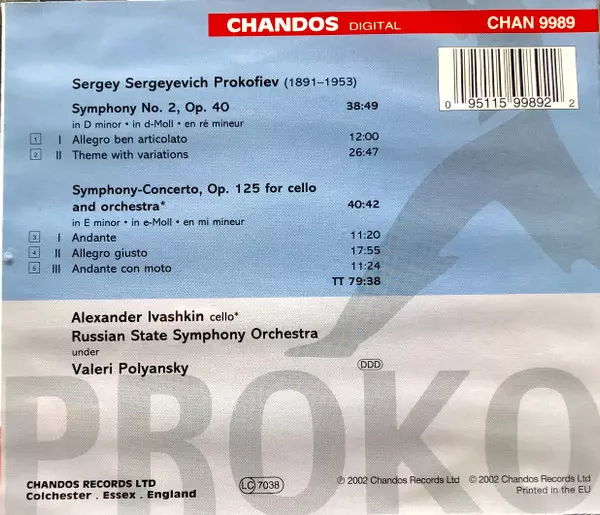 CHANDOS DIGITAL
CHAN 9989
0 95115 99892 2
Sergey Sergeyevich Prokofiev (1891–1953)
Symphony No. 2, Op. 40 38:49
in D minor · in d-Moll · en ré mineur
1 I Allegro ben articolato 12:00
2 II Theme with variations 26:47
Symphony-Concerto, Op. 125 for cello
and orchestra* 40:42
in E minor · in e-Moll · en mi mineur
3 I Andante 11:20
4 II Allegro giusto 17:55
5 III Andante con moto 11:24
TT 79:38
Alexander Ivashkin cello*
Russian State Symphony Orchestra
under
Valeri Polyansky
DDD
PROKO
CHANDOS RECORDS LTD
Colchester . Essex . England
LC 7038
℗ 2002 Chandos Records Ltd © 2002 Chandos Records Ltd
Printed in the EU